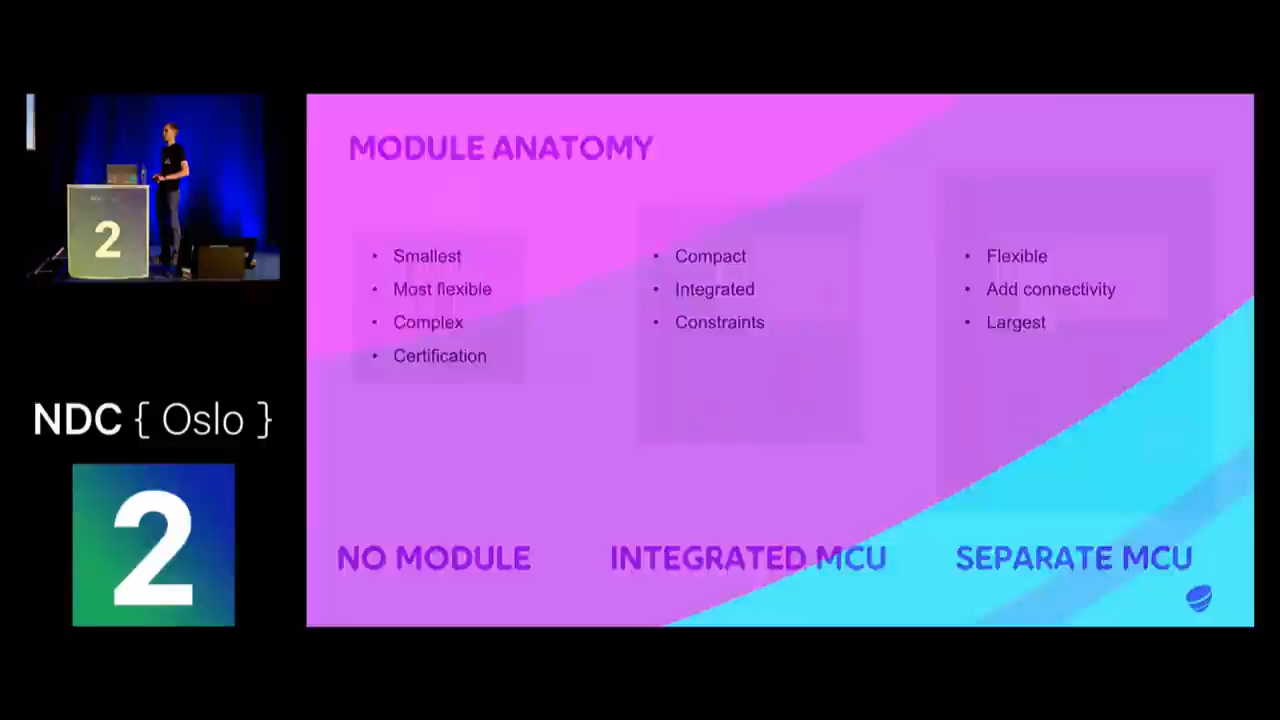 MODULE ANATOMY
• Smallest
• Most flexible
• Complex
• Certification
• Compact
• Integrated
• Constraints
• Flexible
• Add connectivity
• Largest
NO MODULE
INTEGRATED MCU
SEPARATE MCU
2
NDC { Oslo }
2